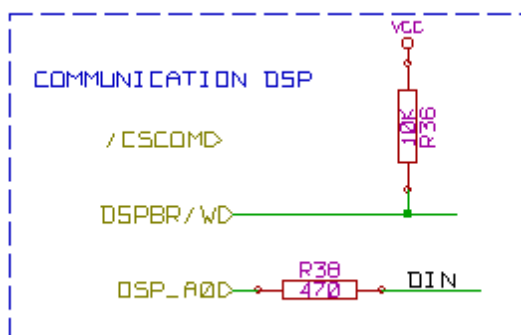 VCC
COMMUNICATION DSP
10K
R36
/CSCOM
DSPBR/W
R38
DSP_A0
470
DIN